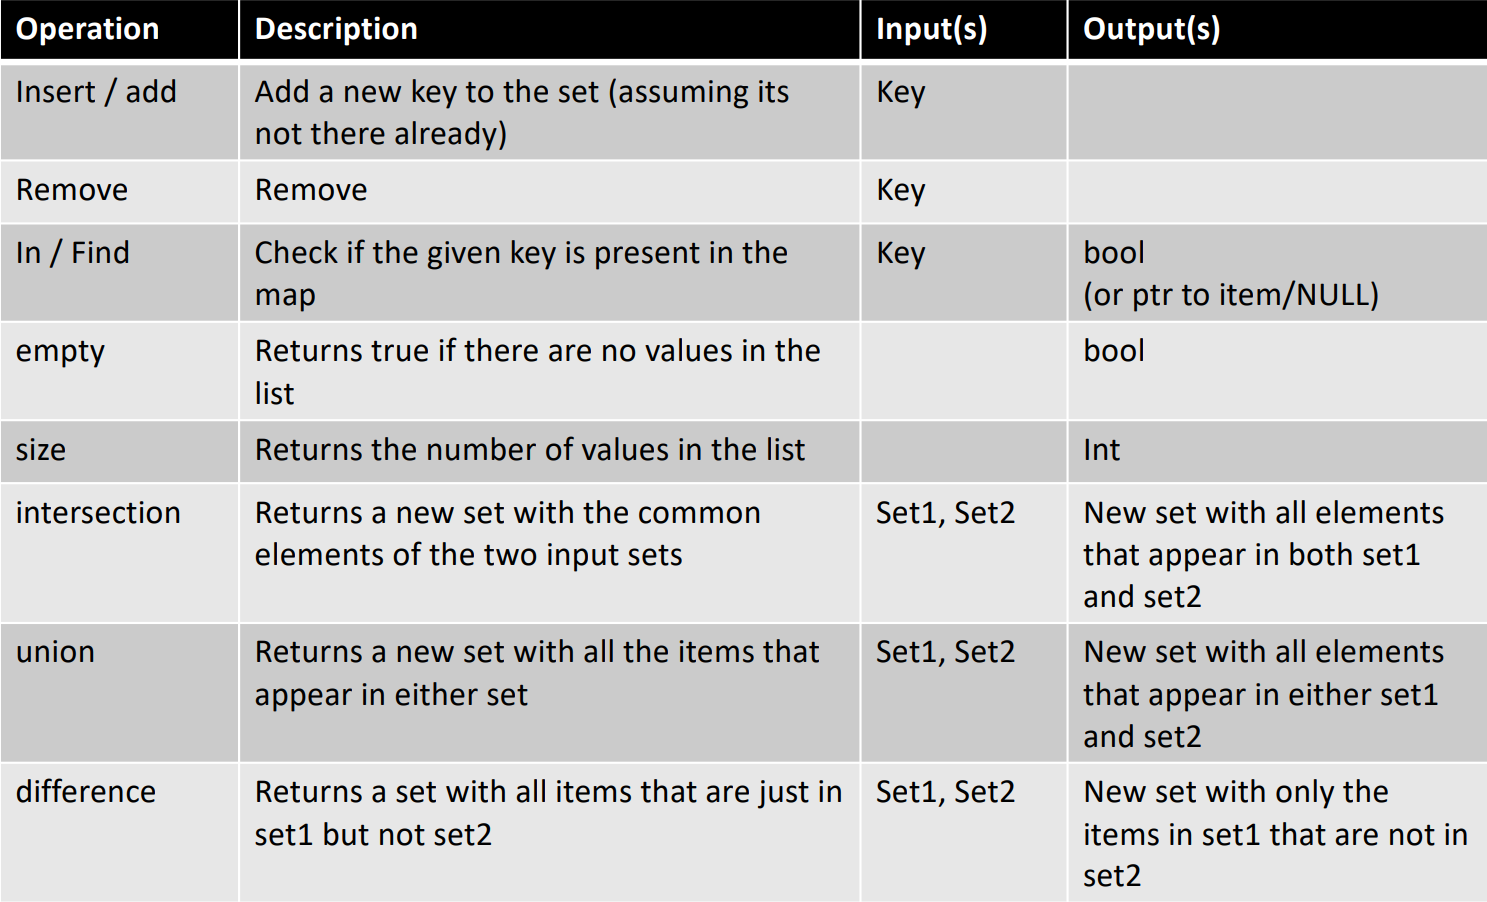 Operation Description Input(s) Output(s)
Insert / add Add a new key to the set (assuming its Key
not there already)
Remove Remove Key
In / Find Check if the given key is present in the Key bool
map (or ptr to item/NULL)
empty Returns true if there are no values in the bool
list
size Returns the number of values in the list Int
intersection Returns a new set with the common Set1, Set2 New set with all elements
elements of the two input sets that appear in both set1
and set2
union Returns a new set with all the items that Set1, Set2 New set with all elements
appear in either set that appear in either set1
and set2
difference Returns a set with all items that are just in Set1, Set2 New set with only the
set1 but not set2 items in set1 that are not in
set2